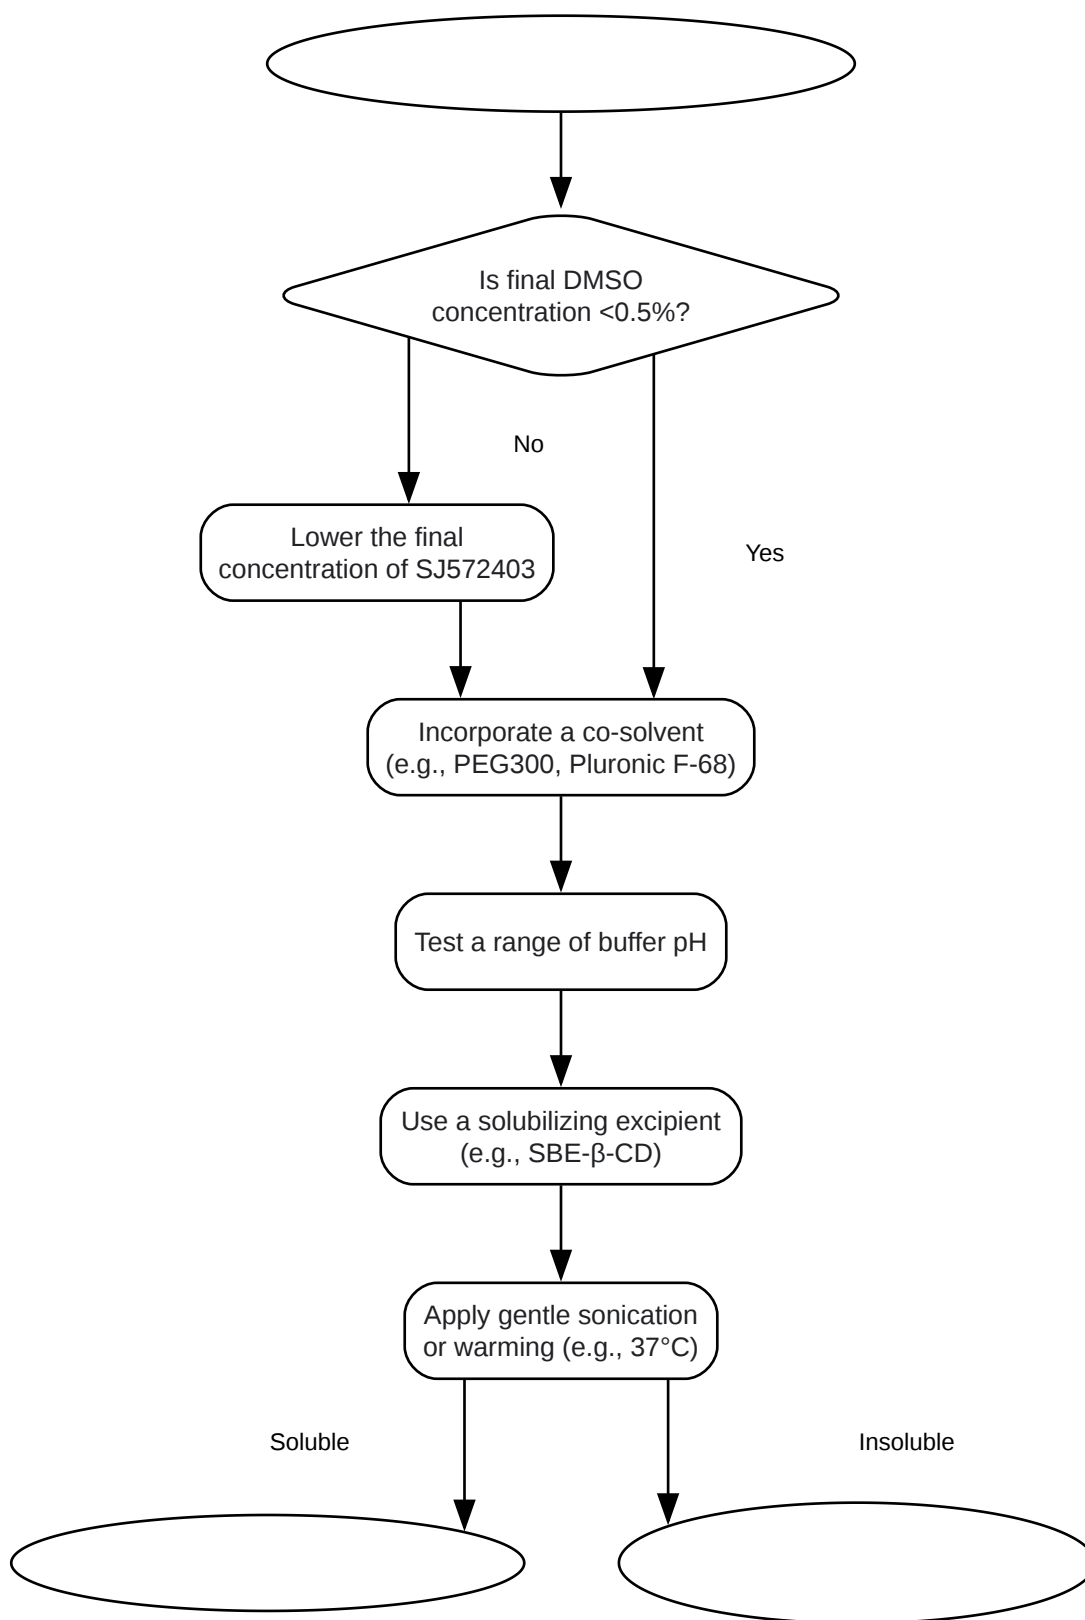 Is final DMSO
concentration <0.5%?
No
Lower the final
concentration of SJ572403
Yes
Incorporate a co-solvent
(e.g., PEG300, Pluronic F-68)
Test a range of buffer pH
Use a solubilizing excipient
(e.g., SBE-β-CD)
Apply gentle sonication
or warming (e.g., 37°C)
Soluble
Insoluble